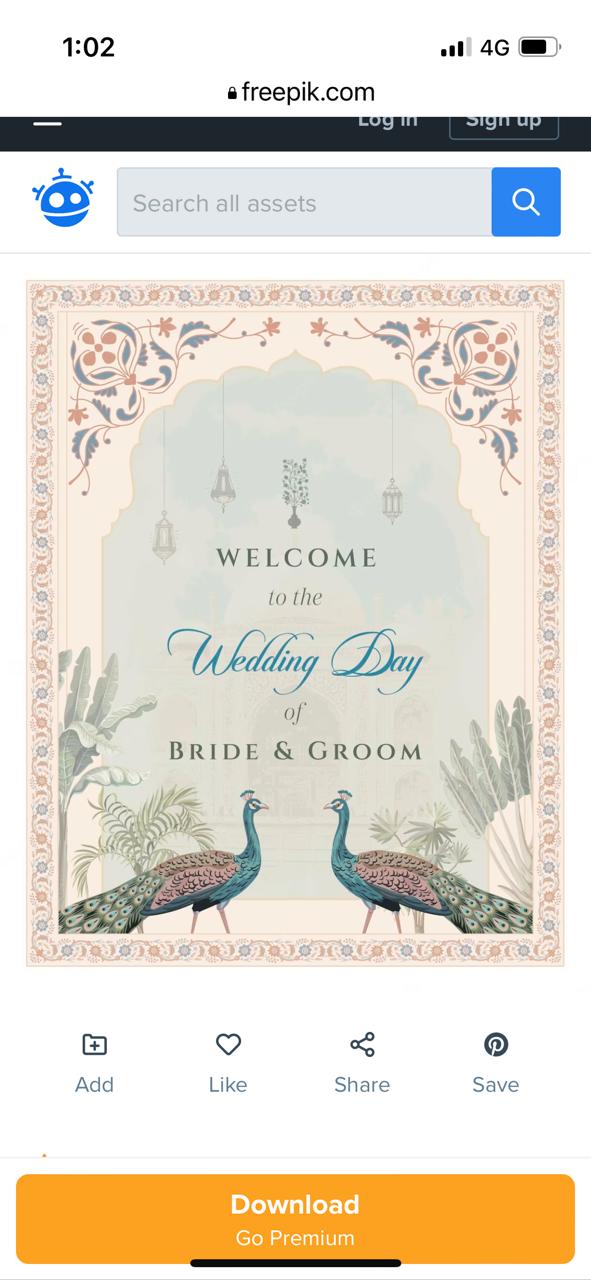 1:02
4G
freepik.com
Log in
Sign up
Search all assets
WELCOME
to the
Wedding Day
of
BRIDE & GROOM
Add
Like
Share
Save
Download
Go Premium